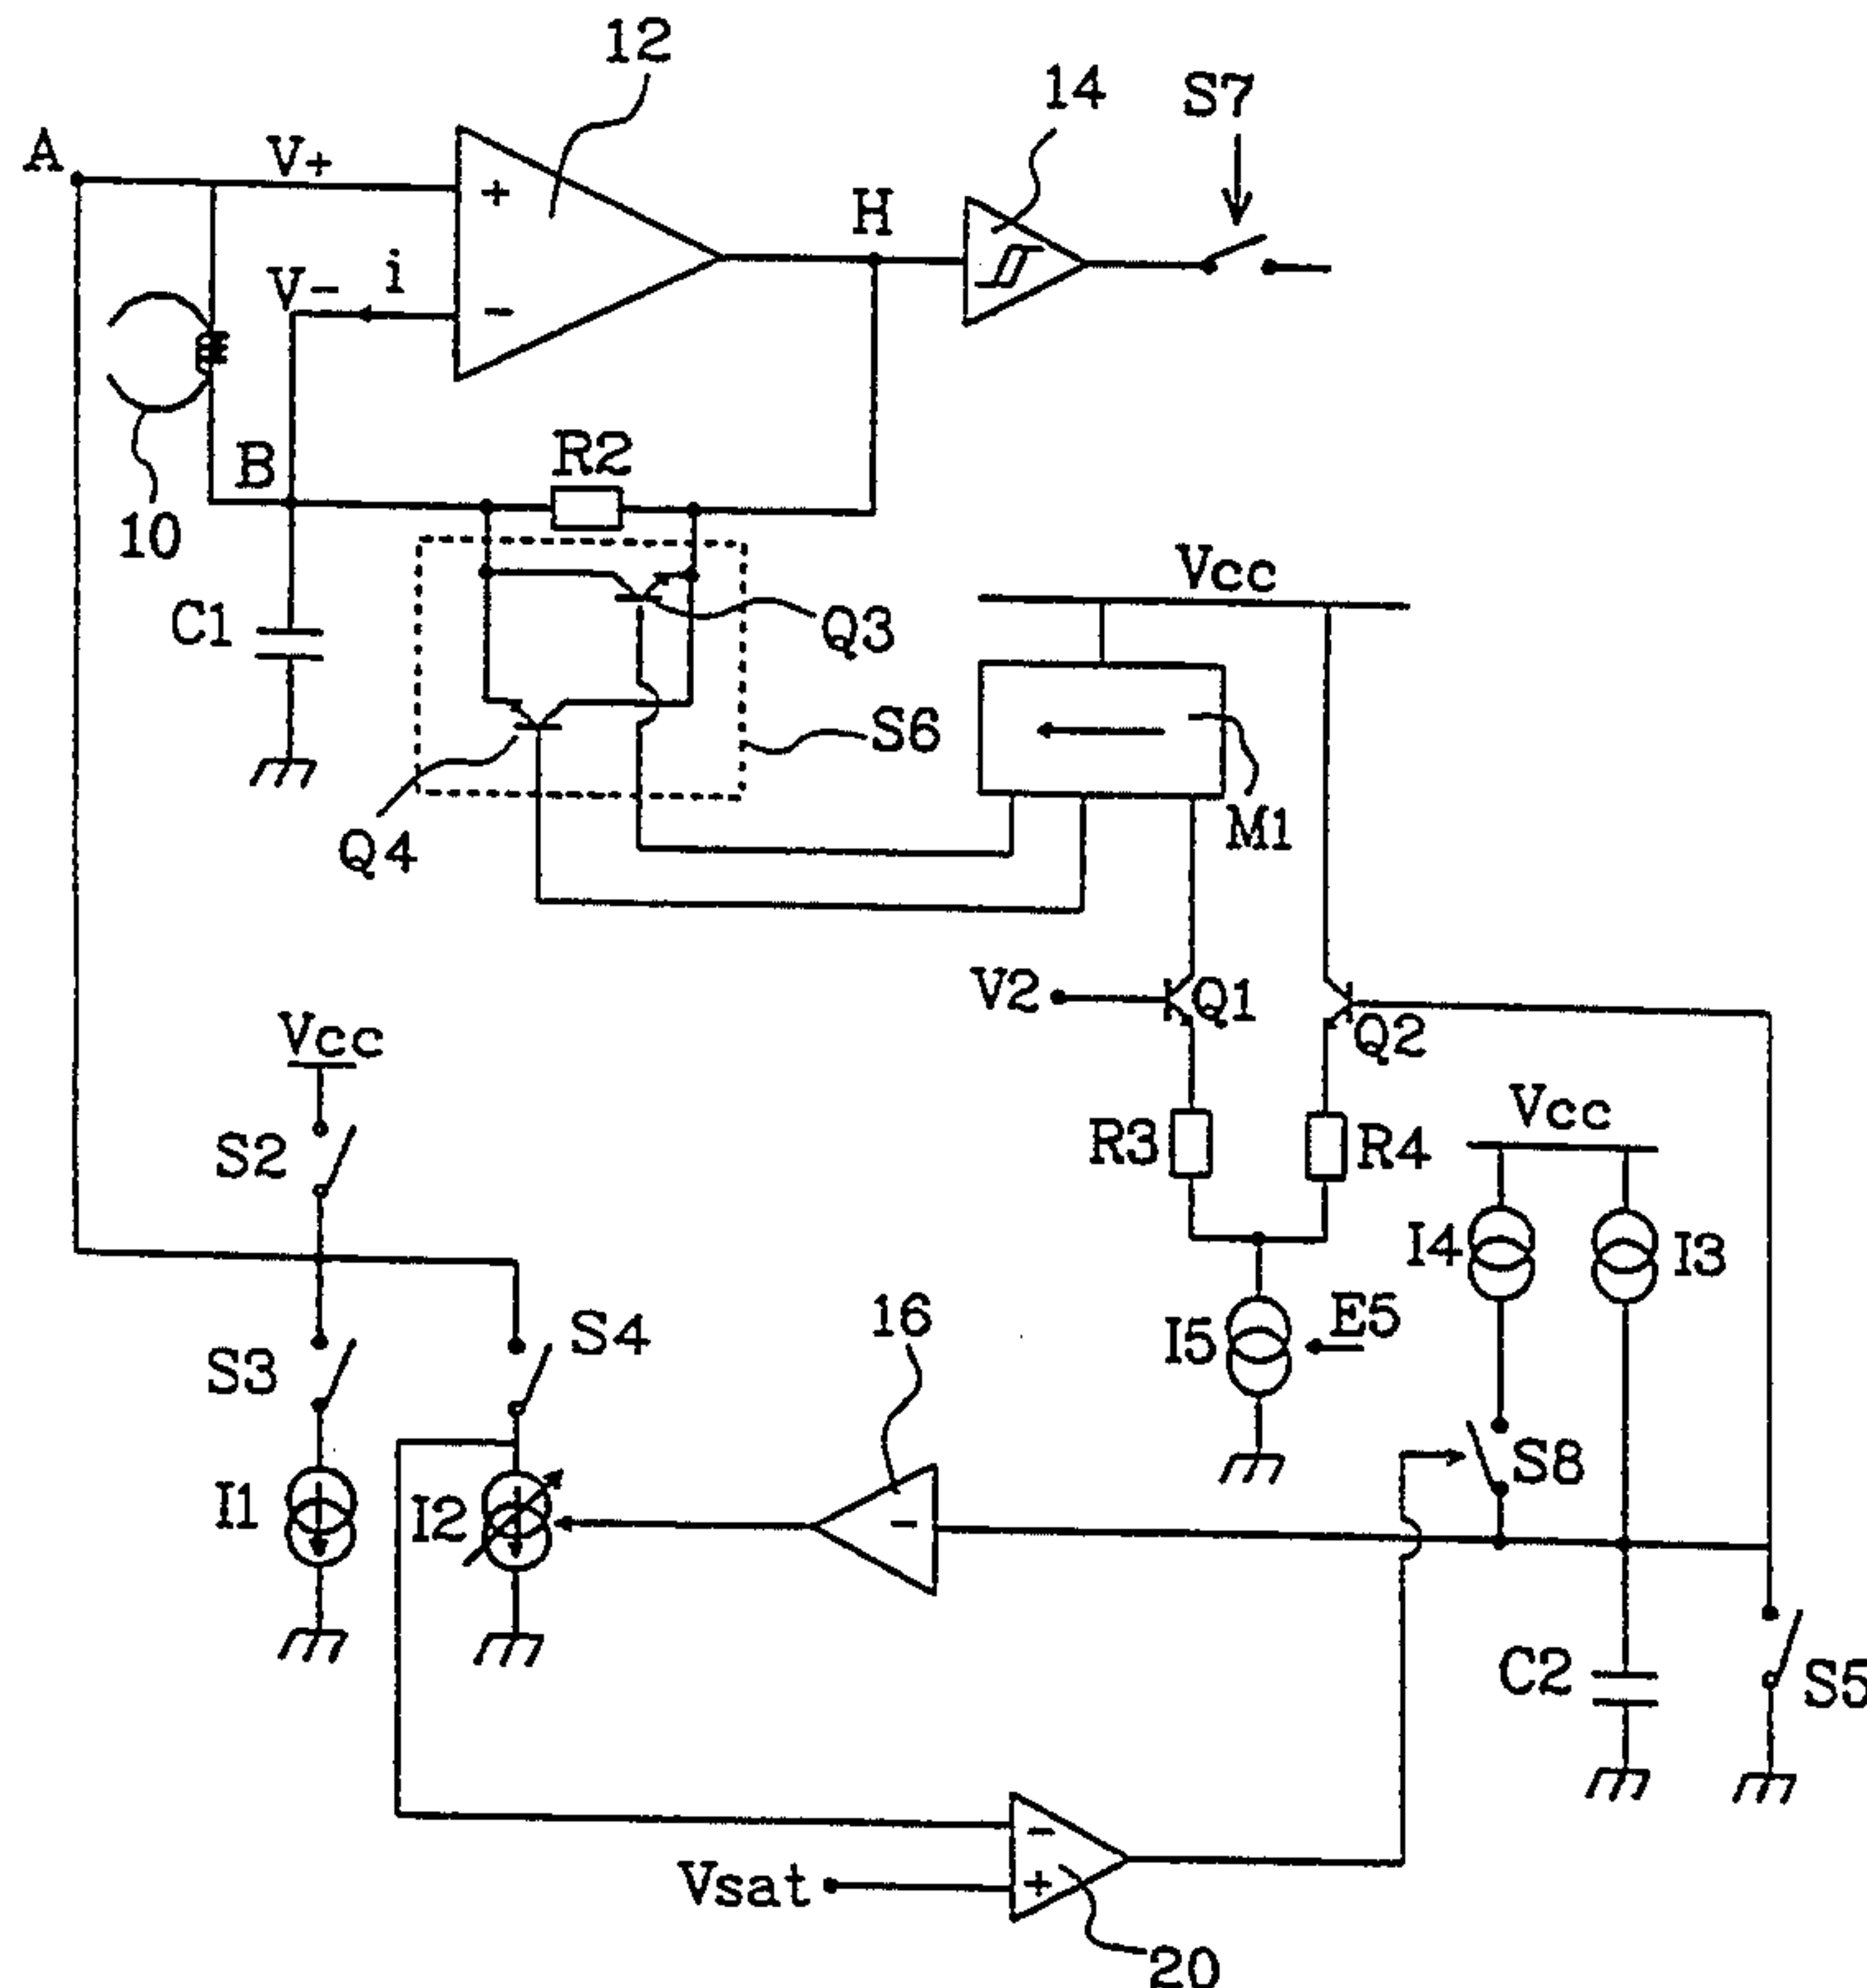 12
14
S7
A
V+
+
H
V-
i
-
B
R2
10
Vcc
C1
Q3
S6
M1
Q4
V2
Q1
Q2
Vcc
S2
R3
R4
Vcc
I4
I3
S3
S4
16
I5
E5
I1
I2
-
S8
C2
S5
-
Vsat
+
20